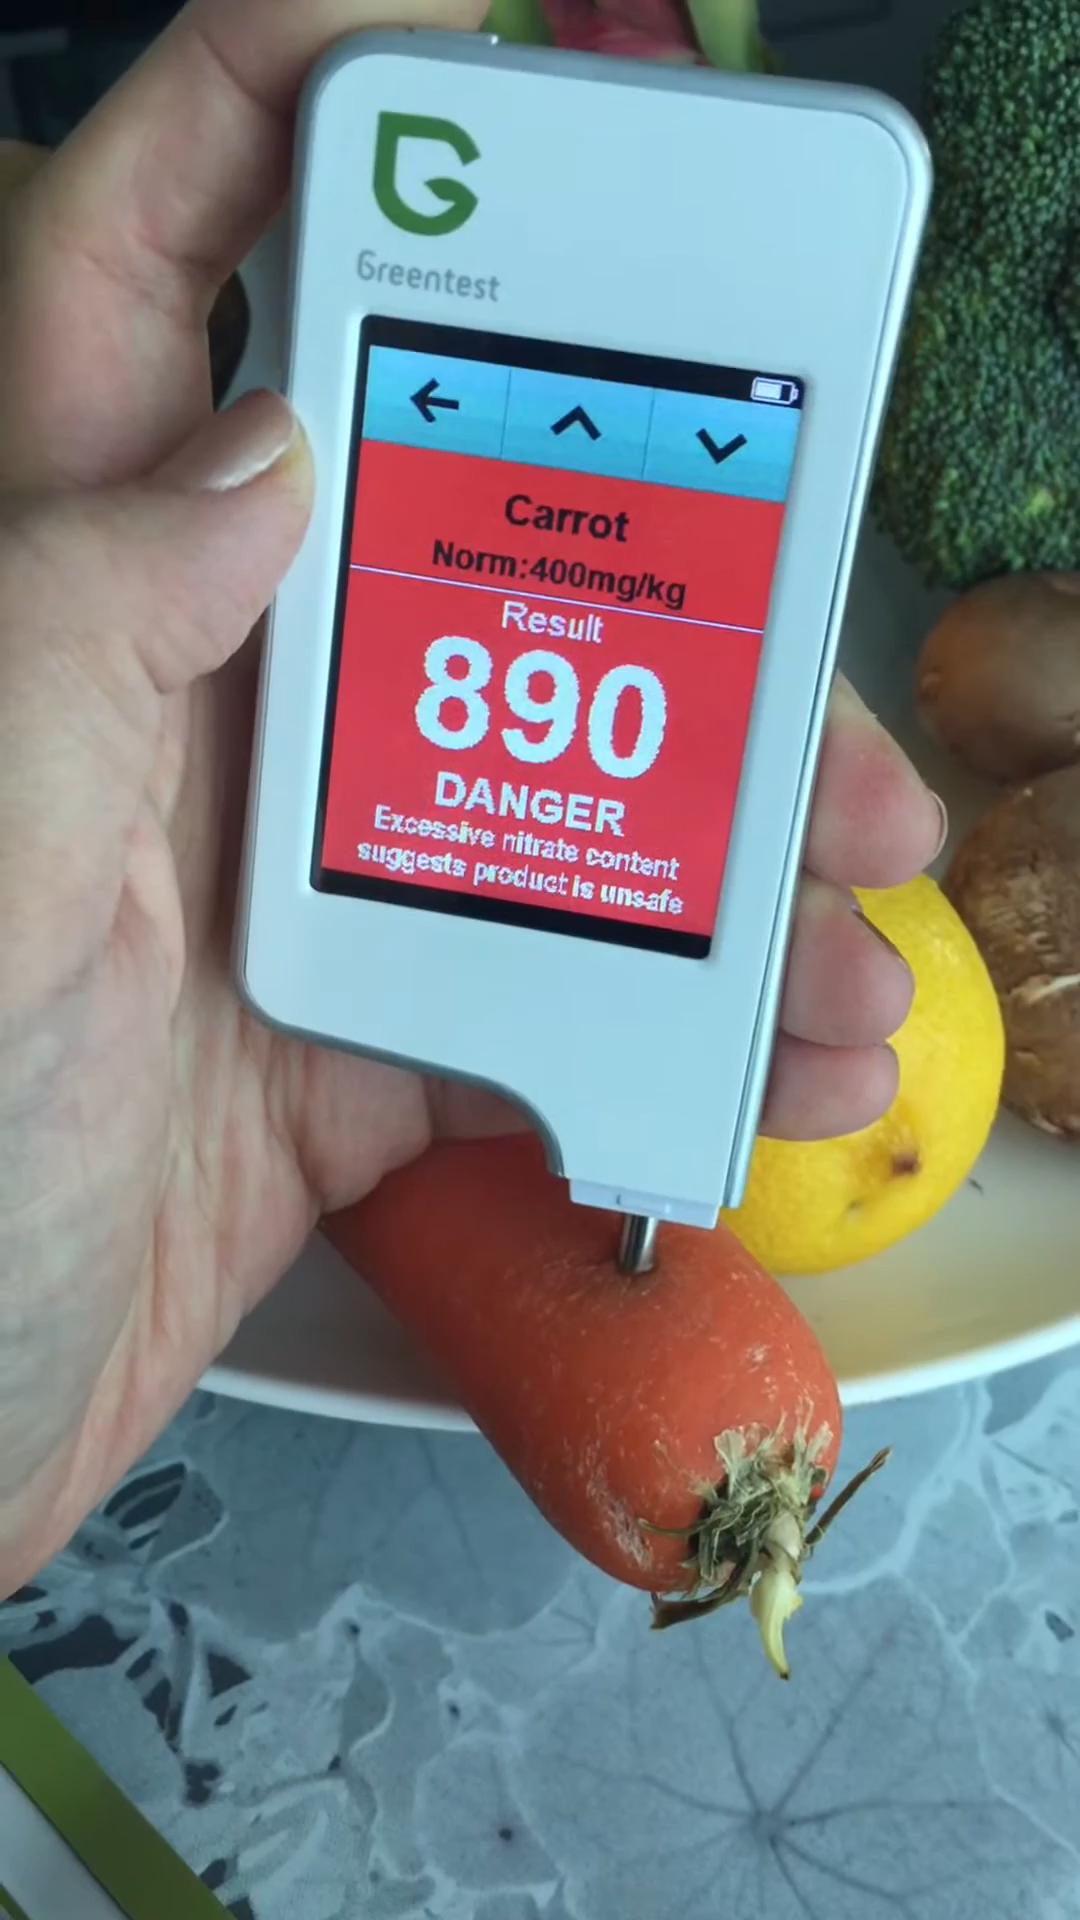 Greentest
Carrot
Norm:400mg/kg
Result
890
DANGER
Excessive nitrate content
suggests product is unsafe